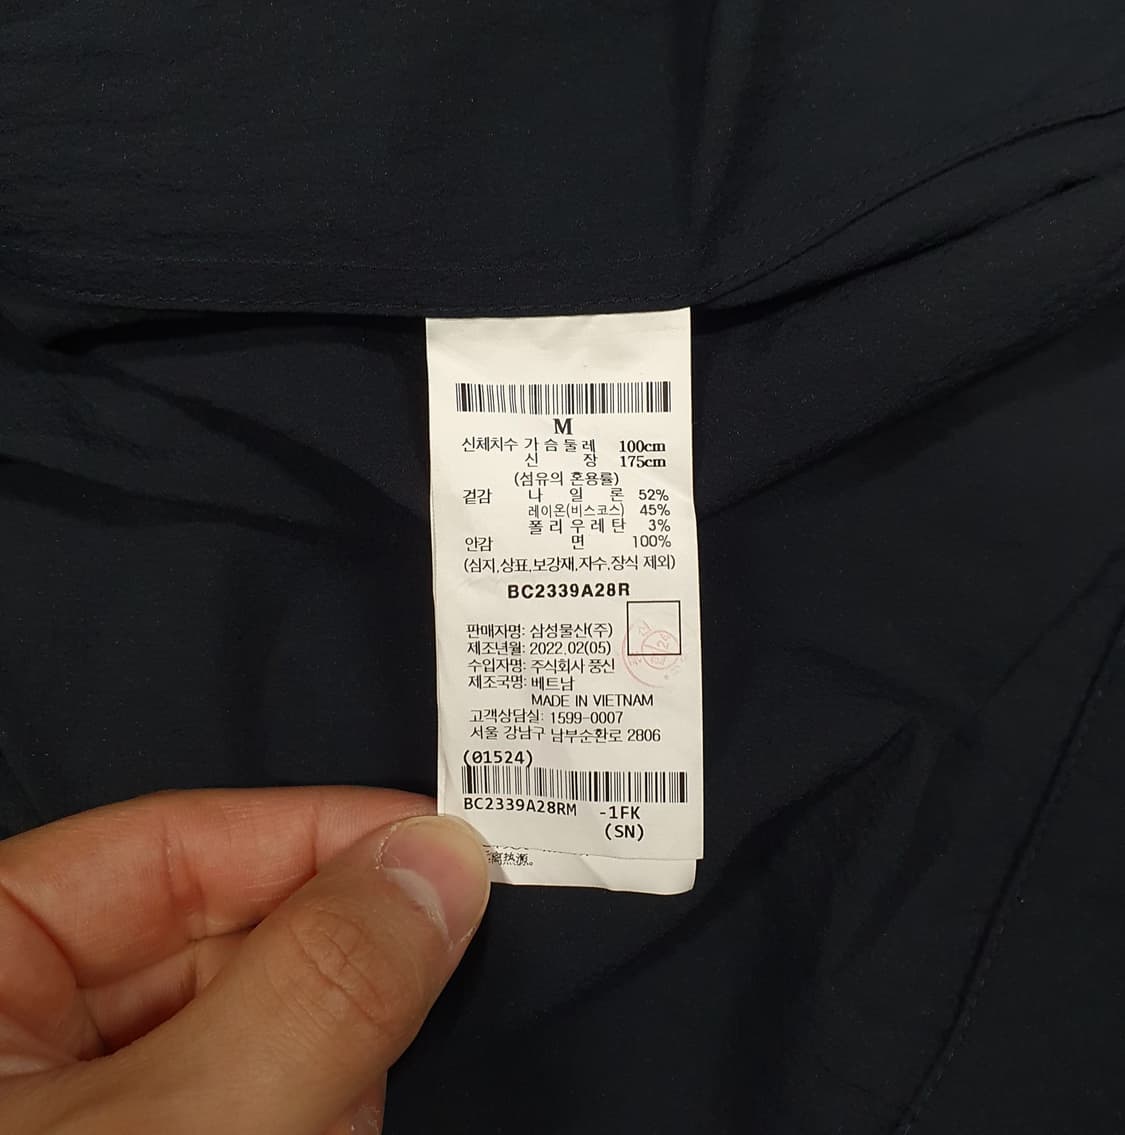 M
신체치수 가슴둘레 100cm
신 장 175cm
(섬유의 혼용률)
겉감 나 일 론 52%
레이온(비스코스) 45%
폴리우레탄 3%
안감 면 100%
(심지,상표,보강재,자수,장식 제외)
BC2339A28R
판매자명: 삼성물산(주)
제조년월: 2022.02(05)
수입자명: 주식회사 풍신
제조국명: 베트남
MADE IN VIETNAM
고객상담실: 1599-0007
서울 강남구 남부순환로 2806
(01524)
BC2339A28RM -1FK
(SN)
热源。